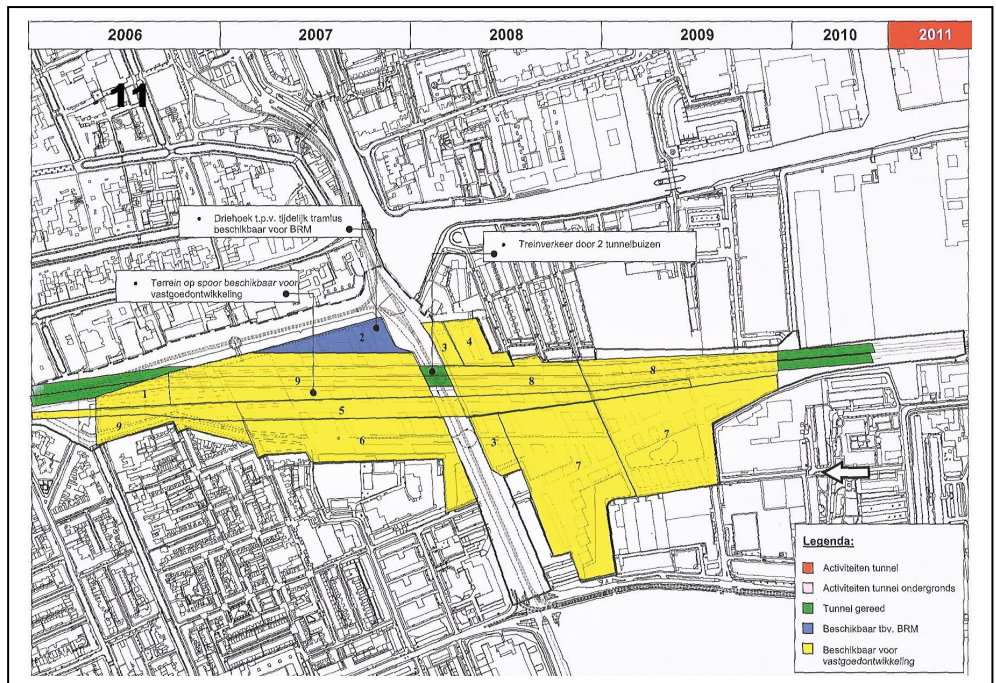 2006 2007 2008 2009 2010 2011
11
Driehoek t.p.v. tijdelijk tramlus
beschikbaar voor BRM
Treinverkeer door 2 tunnelbuizen
Terrein op spoor beschikbaar voor
vastgoedontwikkeling
2
3 4
9 8 8
1
5
9
6 3 7
7
Legenda:
Activiteiten tunnel
Activiteiten tunnel ondergronds
Tunnel gereed
Beschikbaar tbv. BRM
Beschikbaar voor
vastgoedontwikkeling